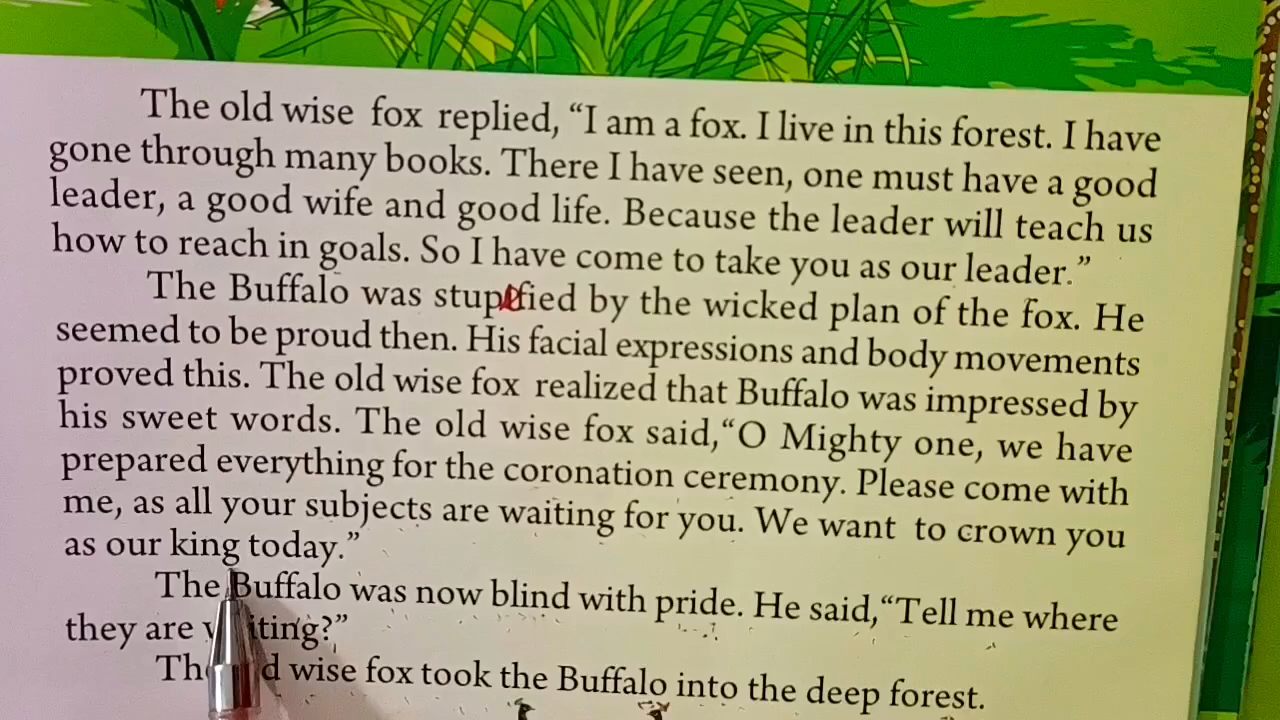 The old wise fox replied, “I am a fox. I live in this forest. I have
gone through many books. There I have seen, one must have a good
leader, a good wife and good life. Because the leader will teach us
how to reach in goals. So I have come to take you as our leader.”
The Buffalo was stupefied by the wicked plan of the fox. He
seemed to be proud then. His facial expressions and body movements
proved this. The old wise fox realized that Buffalo was impressed by
his sweet words. The old wise fox said,“O Mighty one, we have
prepared everything for the coronation ceremony. Please come with
me, as all your subjects are waiting for you. We want to crown you
as our king today.”
The Buffalo was now blind with pride. He said,“Tell me where
they are waiting?”
The old wise fox took the Buffalo into the deep forest.